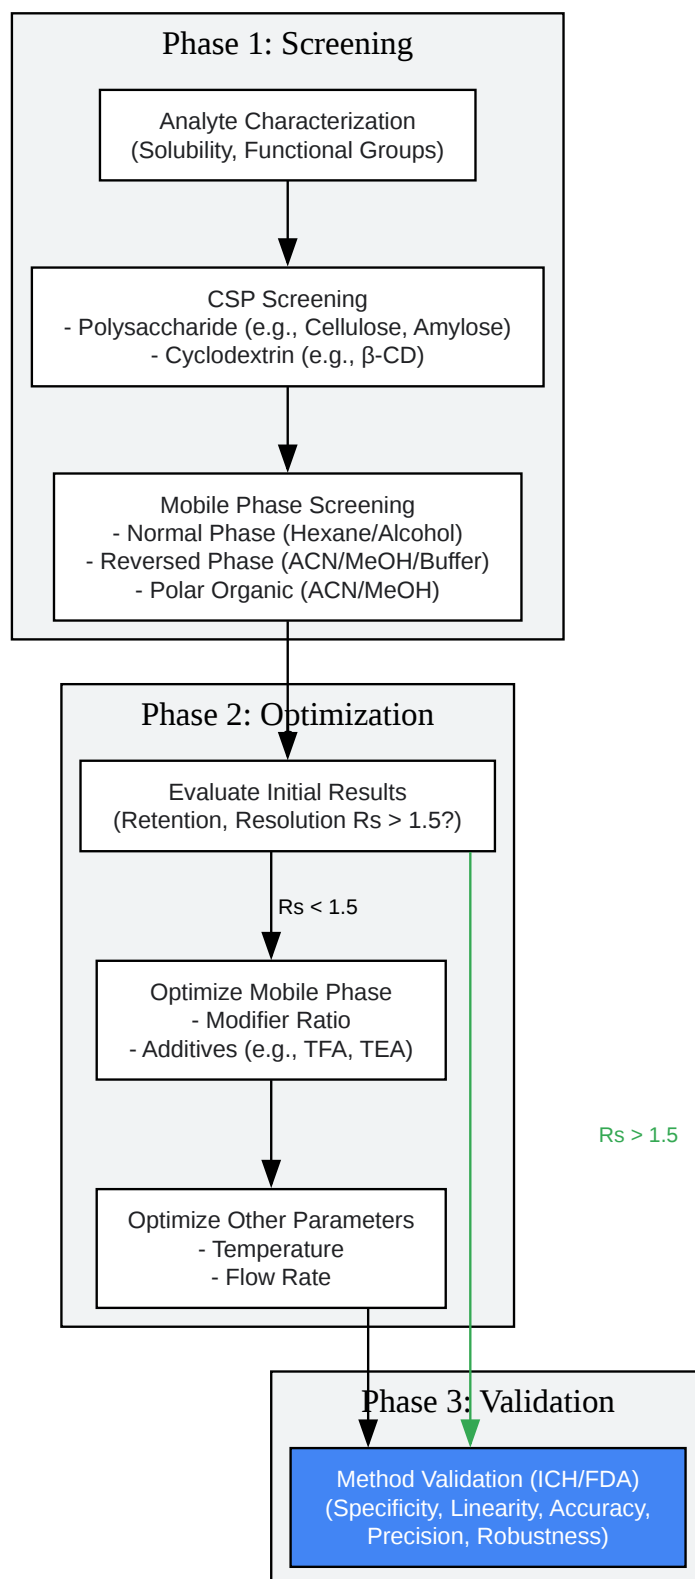 Phase 1: Screening
Analyte Characterization
(Solubility, Functional Groups)
CSP Screening
- Polysaccharide (e.g., Cellulose, Amylose)
- Cyclodextrin (e.g., β-CD)
Mobile Phase Screening
- Normal Phase (Hexane/Alcohol)
- Reversed Phase (ACN/MeOH/Buffer)
- Polar Organic (ACN/MeOH)
Phase 2: Optimization
Evaluate Initial Results
(Retention, Resolution Rs > 1.5?)
Rs < 1.5
Optimize Mobile Phase
- Modifier Ratio
- Additives (e.g., TFA, TEA)
Rs > 1.5
Optimize Other Parameters
- Temperature
- Flow Rate
Phase 3: Validation
Method Validation (ICH/FDA)
(Specificity, Linearity, Accuracy,
Precision, Robustness)